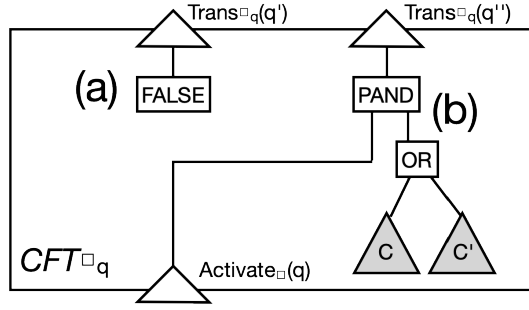 Trans□q(q') Trans□q(q'')
(a) FALSE PAND (b)
OR
C C'
CFT□q Activate□(q)